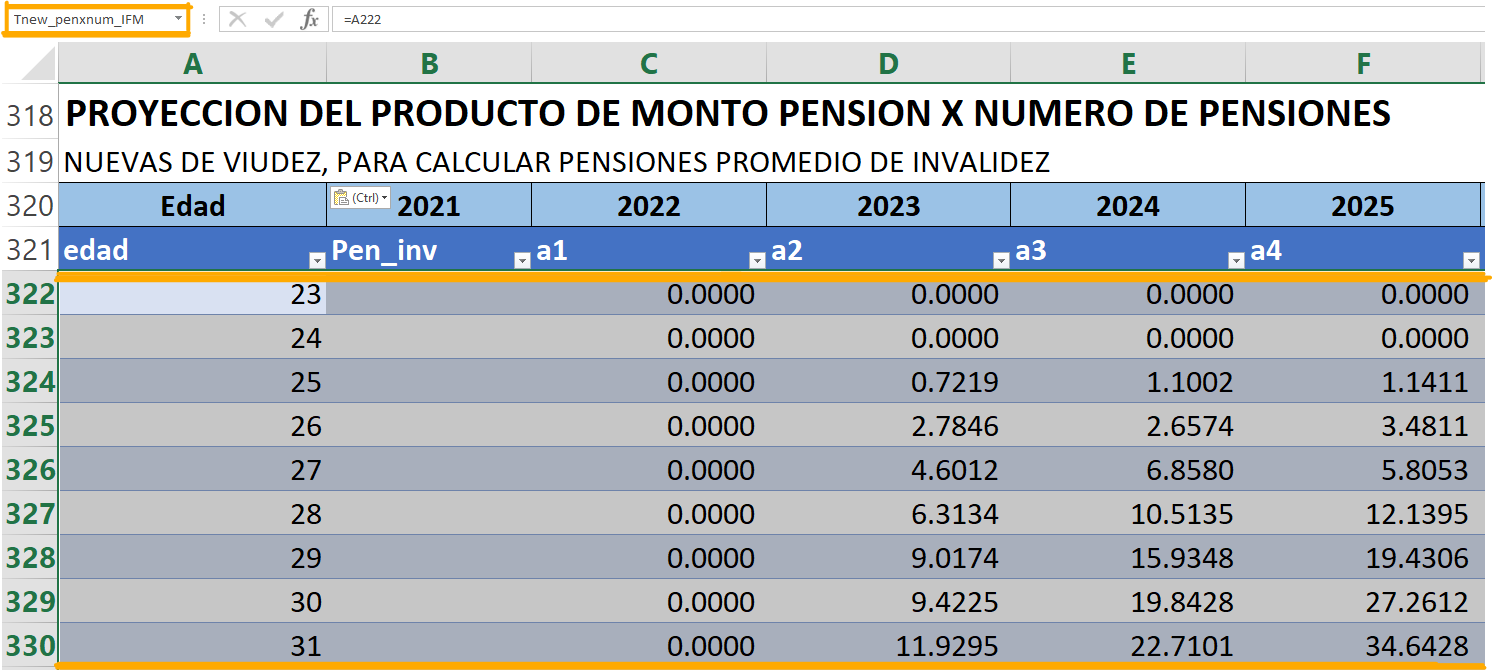 Tnew_penxnum_IFM fx =A222
A B C D E F
318 PROYECCION DEL PRODUCTO DE MONTO PENSION X NUMERO DE PENSIONES
319 NUEVAS DE VIUDEZ, PARA CALCULAR PENSIONES PROMEDIO DE INVALIDEZ
320 Edad (Ctrl) 2021 2022 2023 2024 2025
321 edad Pen_inv a1 a2 a3 a4
322 23 0.0000 0.0000 0.0000 0.0000
323 24 0.0000 0.0000 0.0000 0.0000
324 25 0.0000 0.7219 1.1002 1.1411
325 26 0.0000 2.7846 2.6574 3.4811
326 27 0.0000 4.6012 6.8580 5.8053
327 28 0.0000 6.3134 10.5135 12.1395
328 29 0.0000 9.0174 15.9348 19.4306
329 30 0.0000 9.4225 19.8428 27.2612
330 31 0.0000 11.9295 22.7101 34.6428